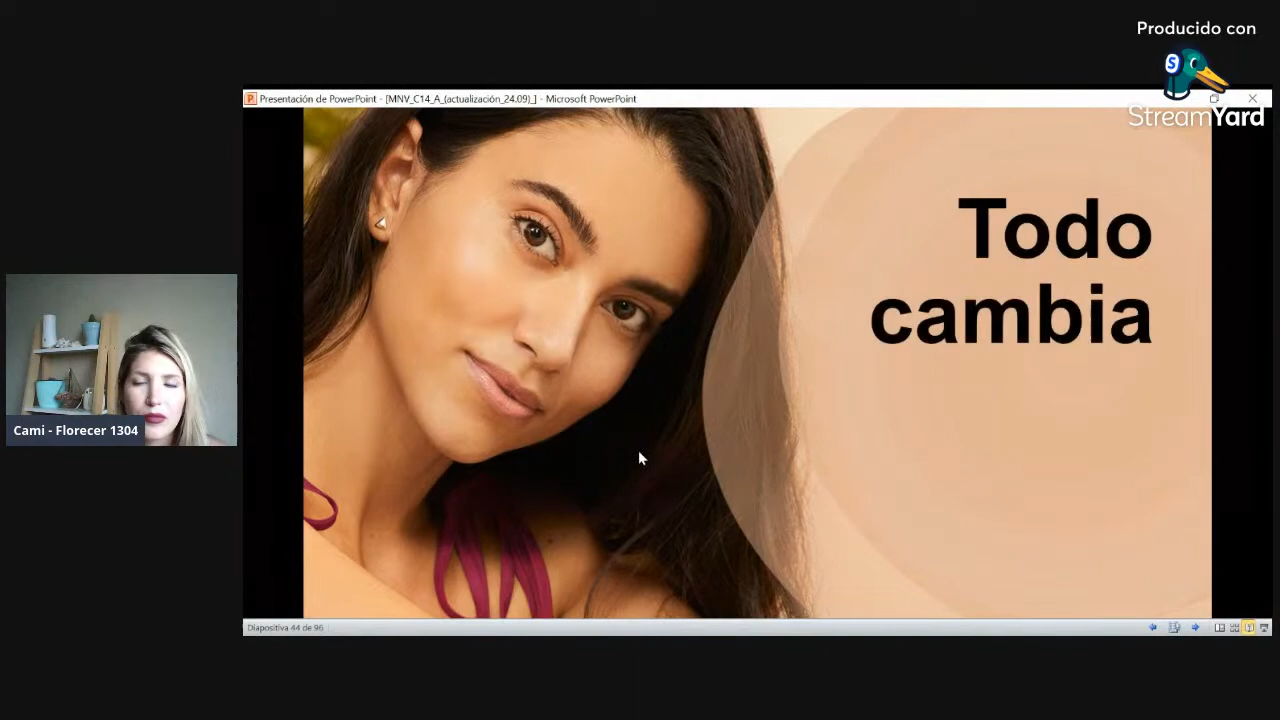 Producido con
StreamYard
Presentación de PowerPoint - [MNV_C14_A_(actualización_24.09)_] - Microsoft PowerPoint
Todo
cambia
Cami - Florecer 1304
Diapositiva 44 de 96